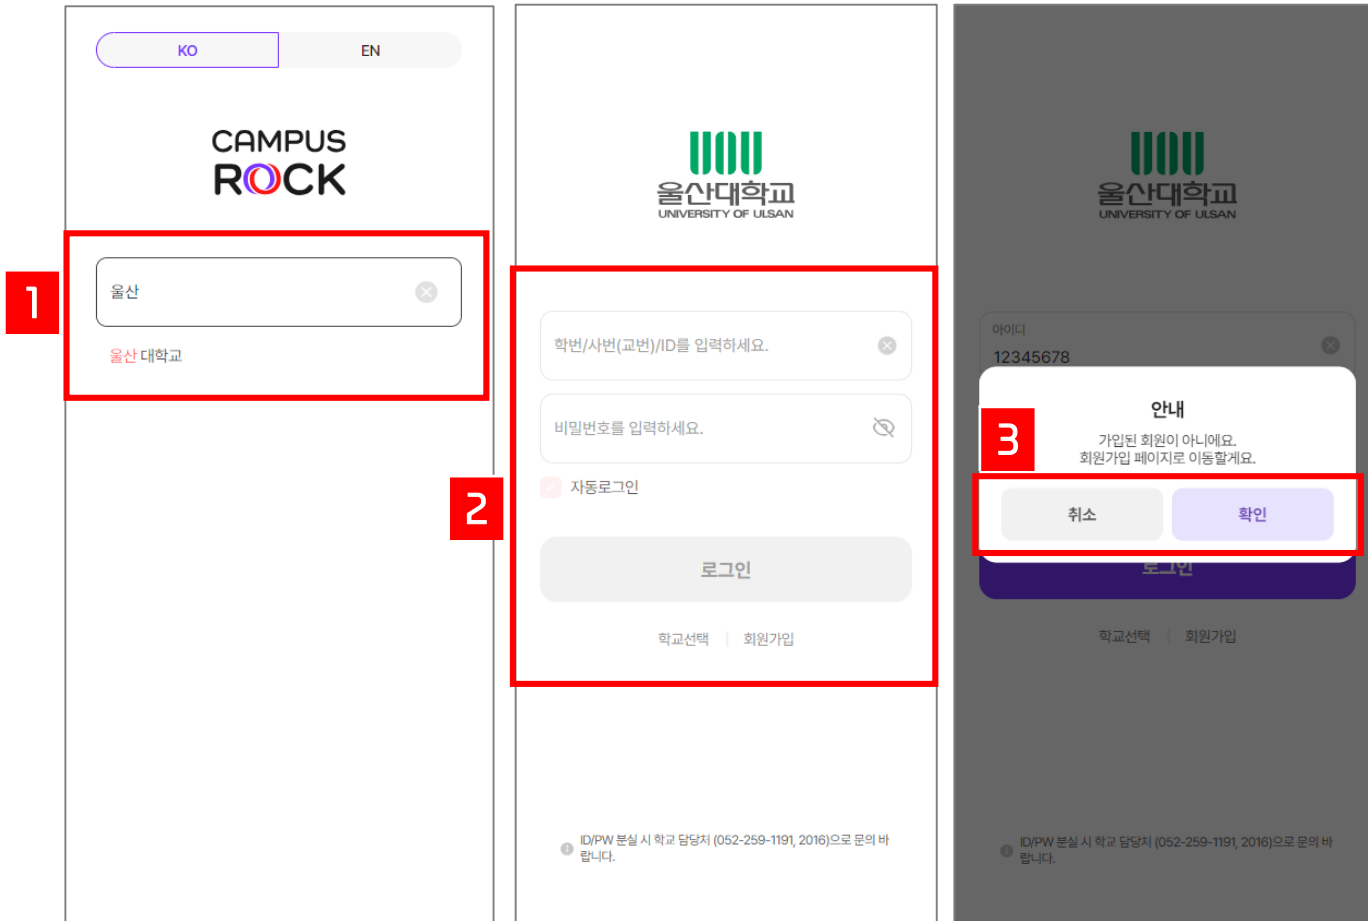 KO
EN
CAMPUS
ROCK
1
울산
울산 대학교
울산대학교
UNIVERSITY OF ULSAN
2
학번/사번(교번)/ID를 입력하세요.
비밀번호를 입력하세요.
자동로그인
로그인
학교선택 | 회원가입
ID/PW 분실 시 학교 담당처 (052-259-1191, 2016)으로 문의 바
랍니다.
울산대학교
UNIVERSITY OF ULSAN
아이디
12345678
3
안내
가입된 회원이 아니에요.
회원가입 페이지로 이동할게요.
취소
확인
로그인
학교선택 | 회원가입
ID/PW 분실 시 학교 담당처 (052-259-1191, 2016)으로 문의 바
랍니다.